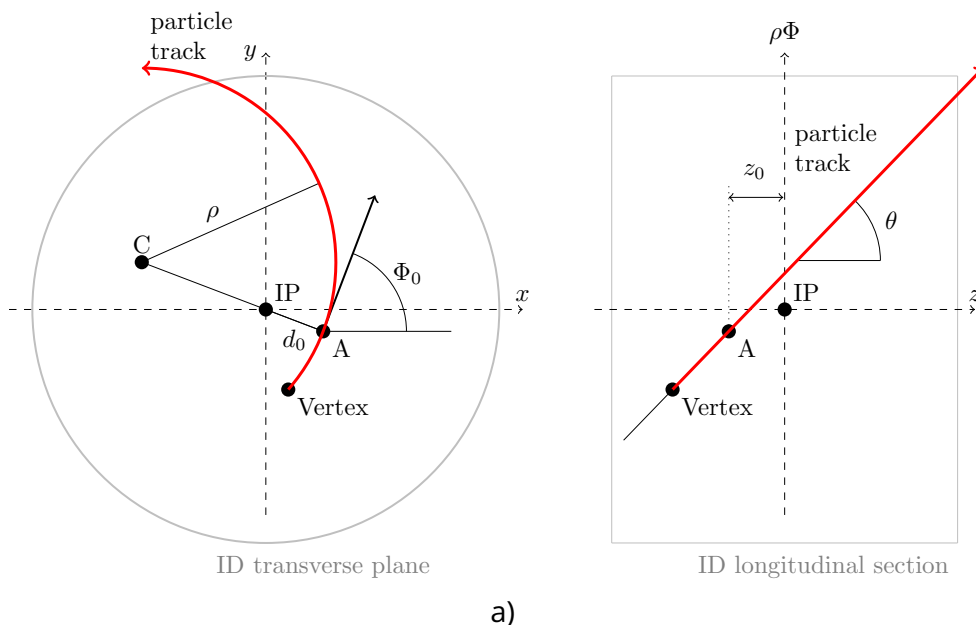 particle
track
y
ρ
C
IP
Φ₀
x
d₀
A
Vertex
ID transverse plane
ρΦ
particle
track
z₀
θ
IP
z
A
Vertex
ID longitudinal section
a)